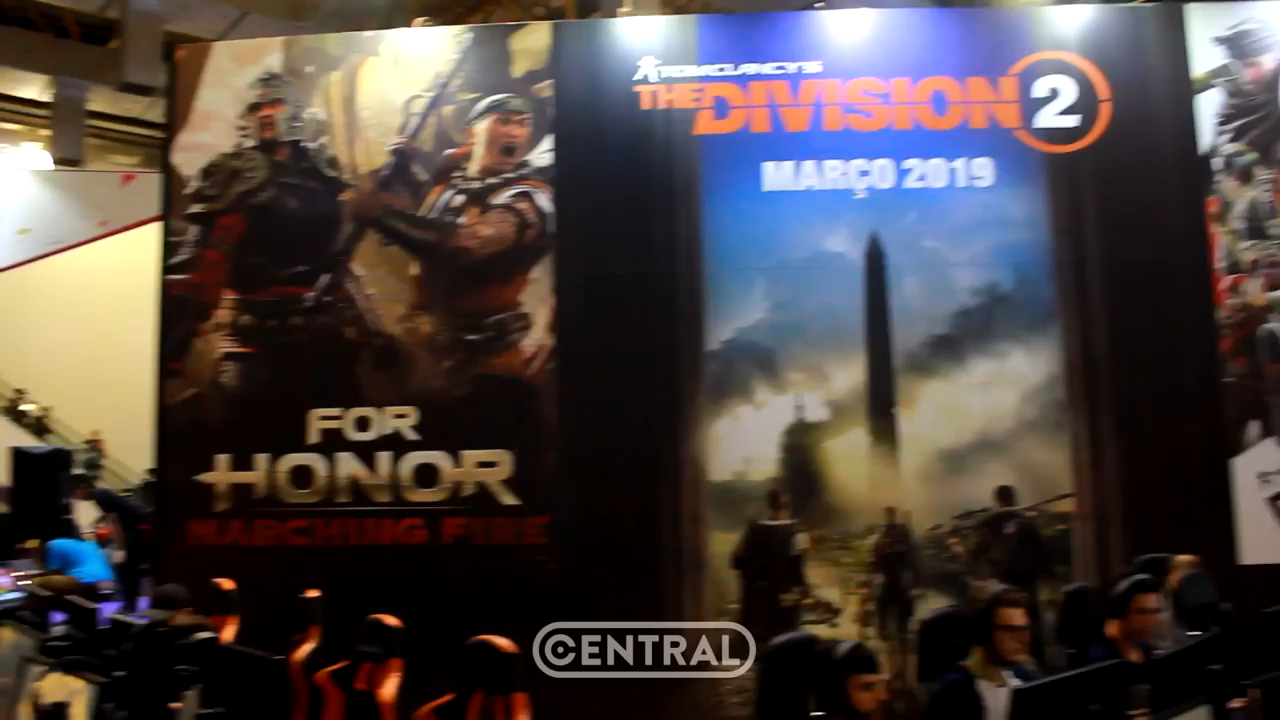 TOM CLANCY'S
THE DIVISION 2
MARÇO 2019
FOR
HONOR
MARCHING FIRE
CENTRAL